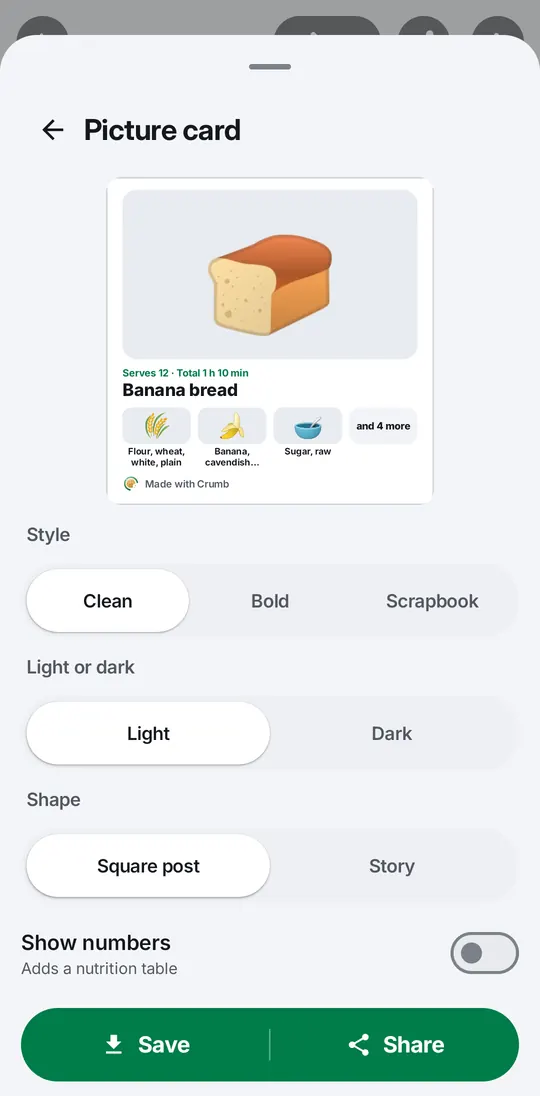 Picture card
Serves 12 · Total 1 h 10 min
Banana bread
Flour, wheat,
white, plain
Banana,
cavendish...
Sugar, raw
and 4 more
Made with Crumb
Style
Clean
Bold
Scrapbook
Light or dark
Light
Dark
Shape
Square post
Story
Show numbers
Adds a nutrition table
Save
Share